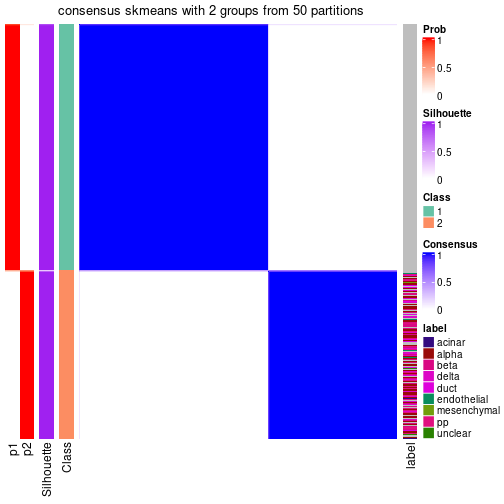 consensus skmeans with 2 groups from 50 partitions
p1
p2
Silhouette
Class
label
Prob
1
0.5
0
Silhouette
1
0.5
0
Class
1
2
Consensus
1
0.5
0
label
acinar
alpha
beta
delta
duct
endothelial
mesenchymal
pp
unclear